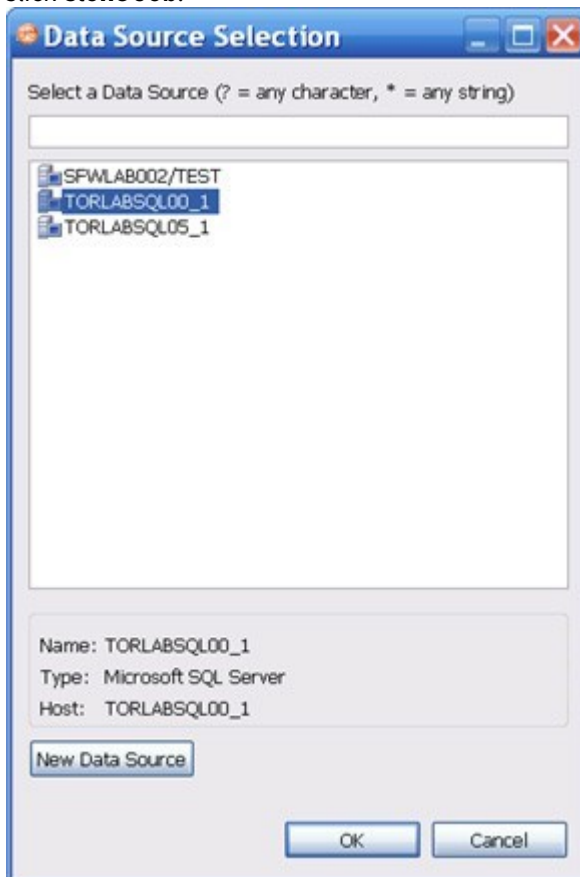 Data Source Selection
Select a Data Source (? = any character, * = any string)
SFWLAB002/TEST
TORLABSQL00_1
TORLABSQL05_1
Name: TORLABSQL00_1
Type: Microsoft SQL Server
Host: TORLABSQL00_1
New Data Source
OK Cancel